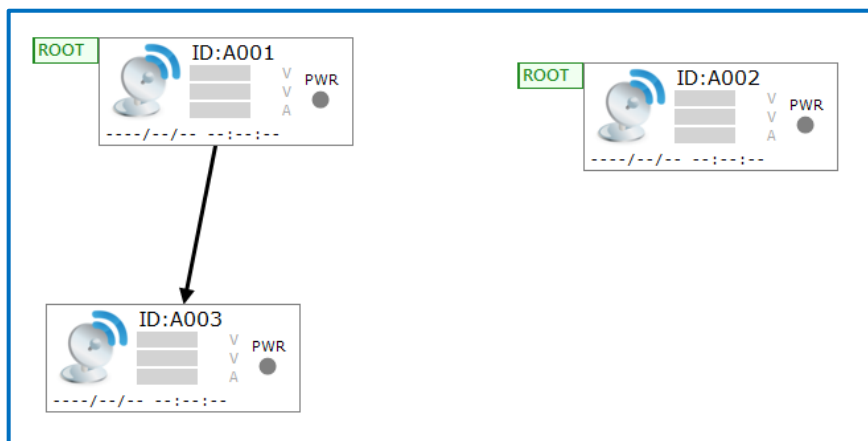 ROOT
ID:A001
V
V
A
PWR
----/--/-- --:--:--
ROOT
ID:A002
V
V
A
PWR
----/--/-- --:--:--
ID:A003
V
V
A
PWR
----/--/-- --:--:--